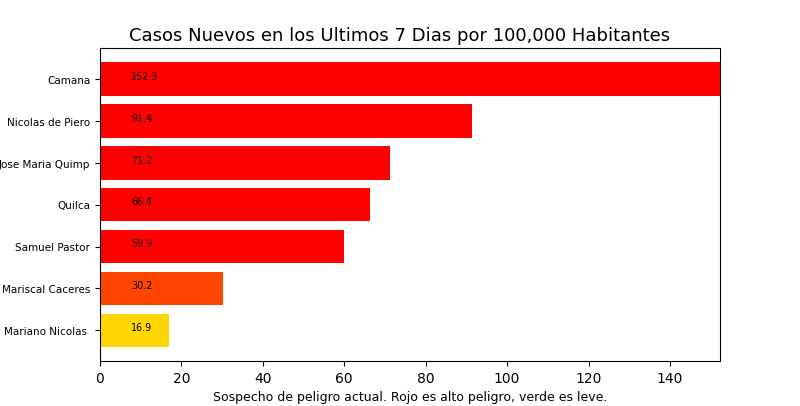 Casos Nuevos en los Ultimos 7 Dias por 100,000 Habitantes
Camana 152.3
Nicolas de Piero 91.4
Jose Maria Quimp 71.2
Quilca 66.4
Samuel Pastor 59.9
Mariscal Caceres 30.2
Mariano Nicolas 16.9
0 20 40 60 80 100 120 140
Sospecho de peligro actual. Rojo es alto peligro, verde es leve.